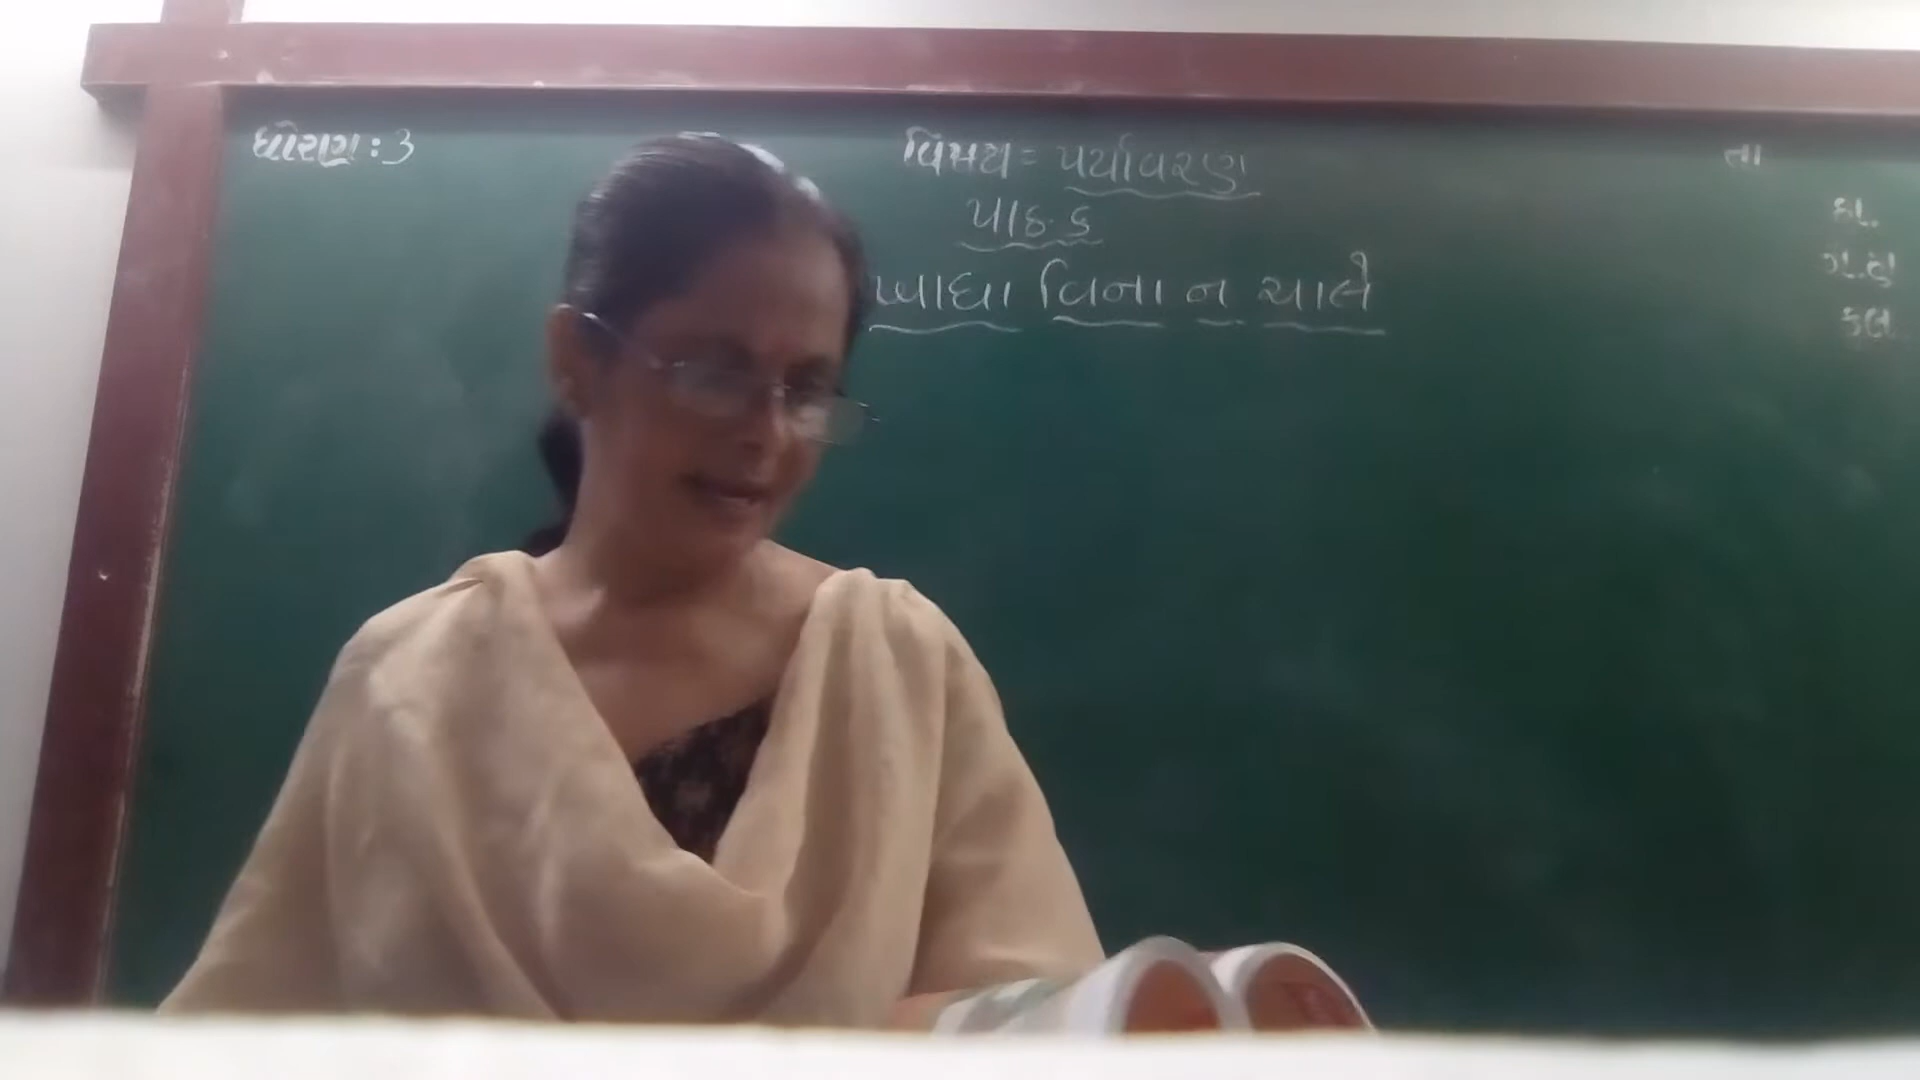 ધોરણ : 3
વિષય = પર્યાવરણ
પાઠ. ૬
ખાધા વિના ન ચાલે
તા